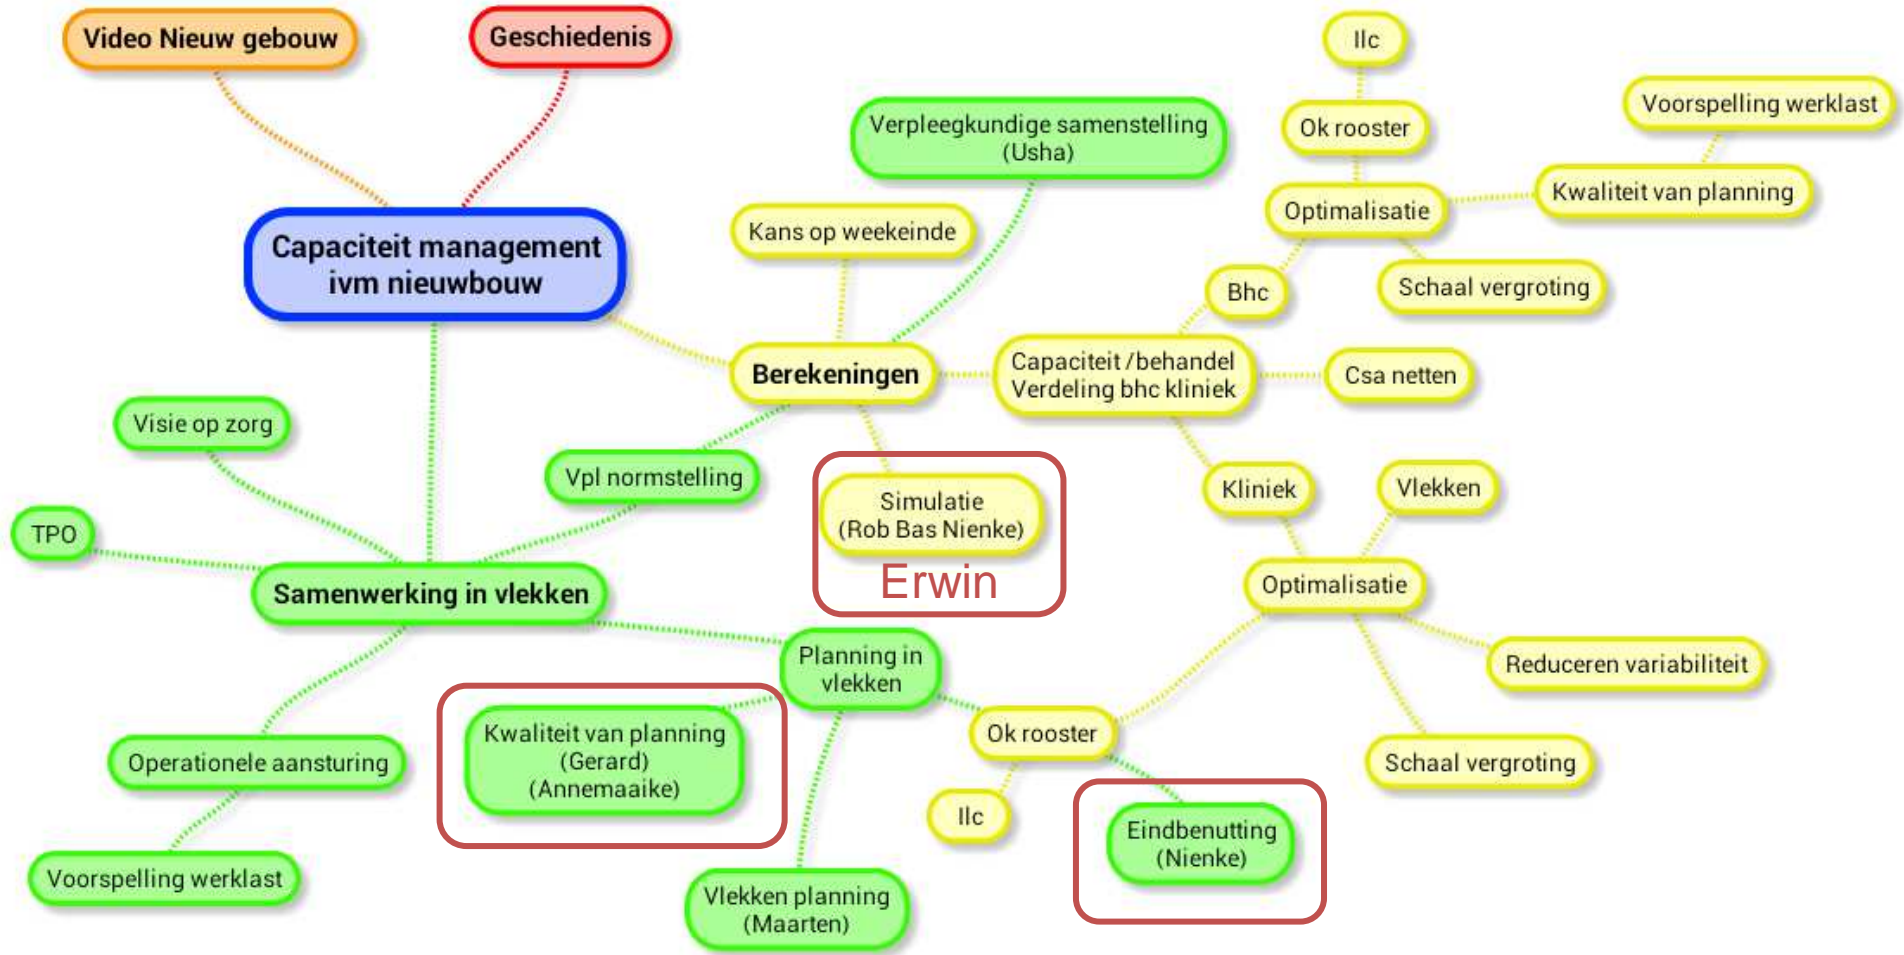 Video Nieuw gebouw
Geschiedenis
Ilc
Voorspelling werklast
Verpleegkundige samenstelling
(Usha)
Ok rooster
Kwaliteit van planning
Optimalisatie
Kans op weekeinde
Capaciteit management
ivm nieuwbouw
Bhc
Schaal vergroting
Berekeningen
Capaciteit /behandel
Verdeling bhc kliniek
Csa netten
Visie op zorg
Vpl normstelling
Kliniek
Vlekken
Simulatie
(Rob Bas Nienke)
Erwin
TPO
Samenwerking in vlekken
Optimalisatie
Planning in
vlekken
Reduceren variabiliteit
Kwaliteit van planning
(Gerard)
(Annemaaike)
Ok rooster
Operationele aansturing
Schaal vergroting
Ilc
Eindbenutting
(Nienke)
Voorspelling werklast
Vlekken planning
(Maarten)